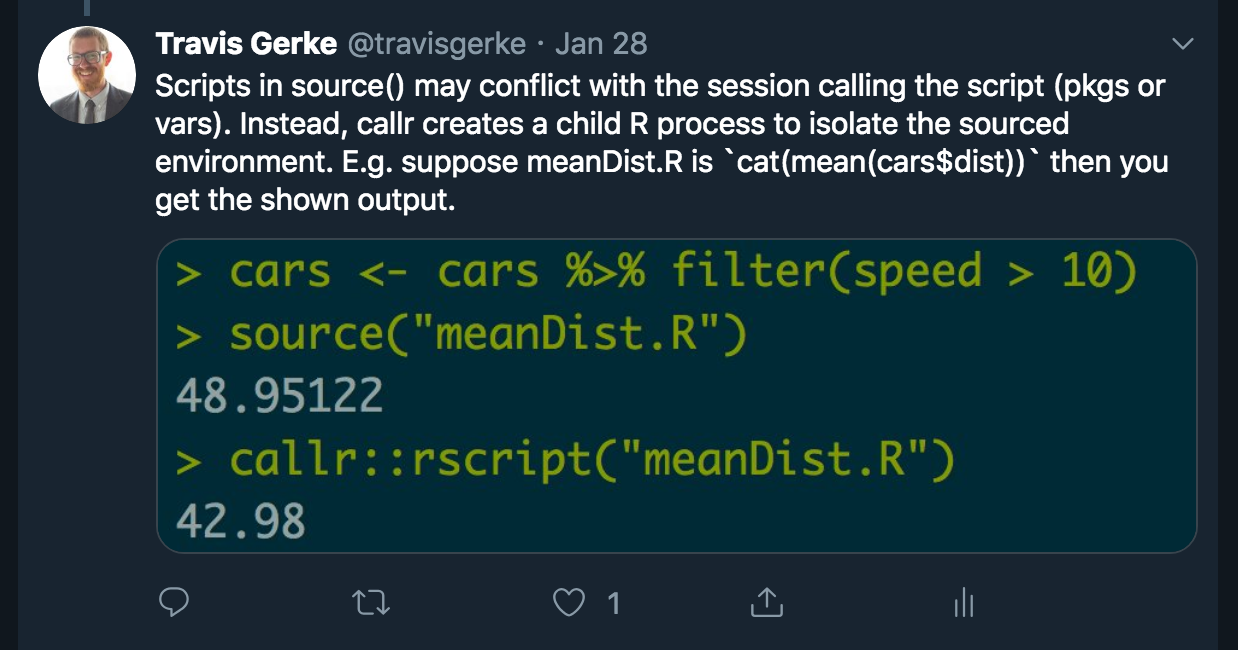 Travis Gerke @travisgerke · Jan 28
Scripts in source() may conflict with the session calling the script (pkgs or
vars). Instead, callr creates a child R process to isolate the sourced
environment. E.g. suppose meanDist.R is `cat(mean(cars$dist))` then you
get the shown output.
> cars <- cars %>% filter(speed > 10)
> source("meanDist.R")
48.95122
> callr::rscript("meanDist.R")
42.98
1